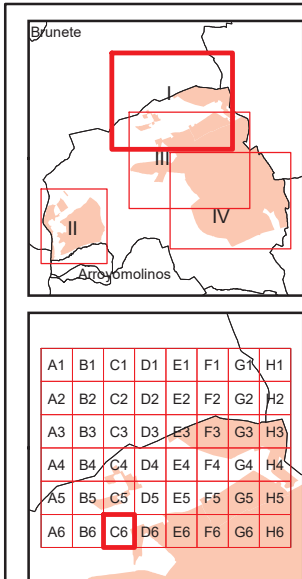 Brunete
I
III
II
IV
Arroyomolinos
A1 B1 C1 D1 E1 F1 G1 H1
A2 B2 C2 D2 E2 F2 G2 H2
A3 B3 C3 D3 E3 F3 G3 H3
A4 B4 C4 D4 E4 F4 G4 H4
A5 B5 C5 D5 E5 F5 G5 H5
A6 B6 C6 D6 E6 F6 G6 H6